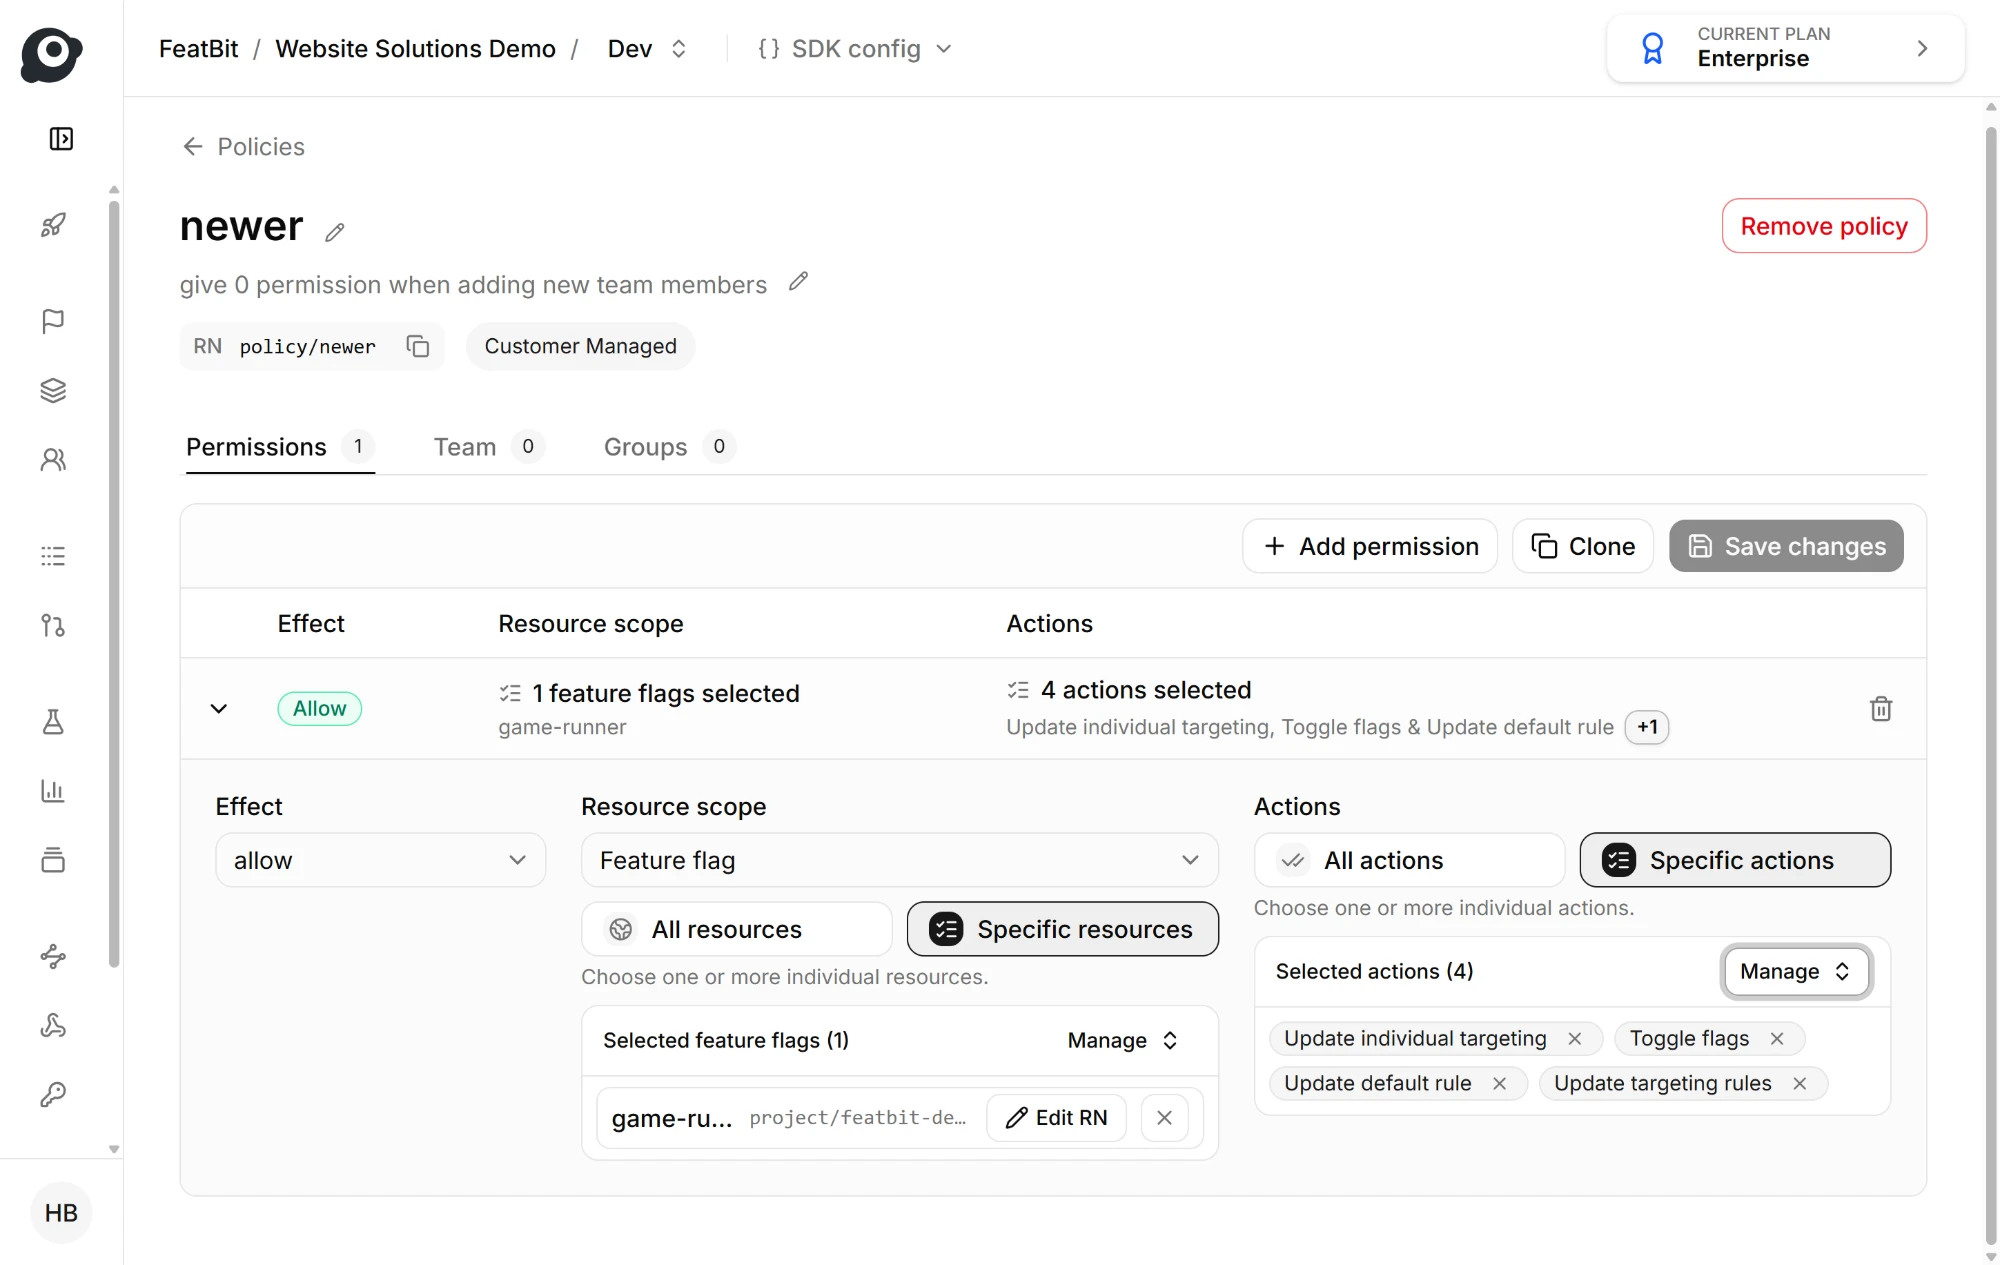 FeatBit / Website Solutions Demo / Dev
{} SDK config
CURRENT PLAN
Enterprise
Policies
newer
Remove policy
give 0 permission when adding new team members
RN policy/newer
Customer Managed
Permissions 1
Team 0
Groups 0
Add permission
Clone
Save changes
Effect
Resource scope
Actions
Allow
1 feature flags selected
game-runner
4 actions selected
Update individual targeting, Toggle flags & Update default rule +1
Effect
allow
Resource scope
Feature flag
All resources
Specific resources
Choose one or more individual resources.
Selected feature flags (1)
Manage
game-ru... project/featbit-de… Edit RN
Actions
All actions
Specific actions
Choose one or more individual actions.
Selected actions (4)
Manage
Update individual targeting
Toggle flags
Update default rule
Update targeting rules
HB